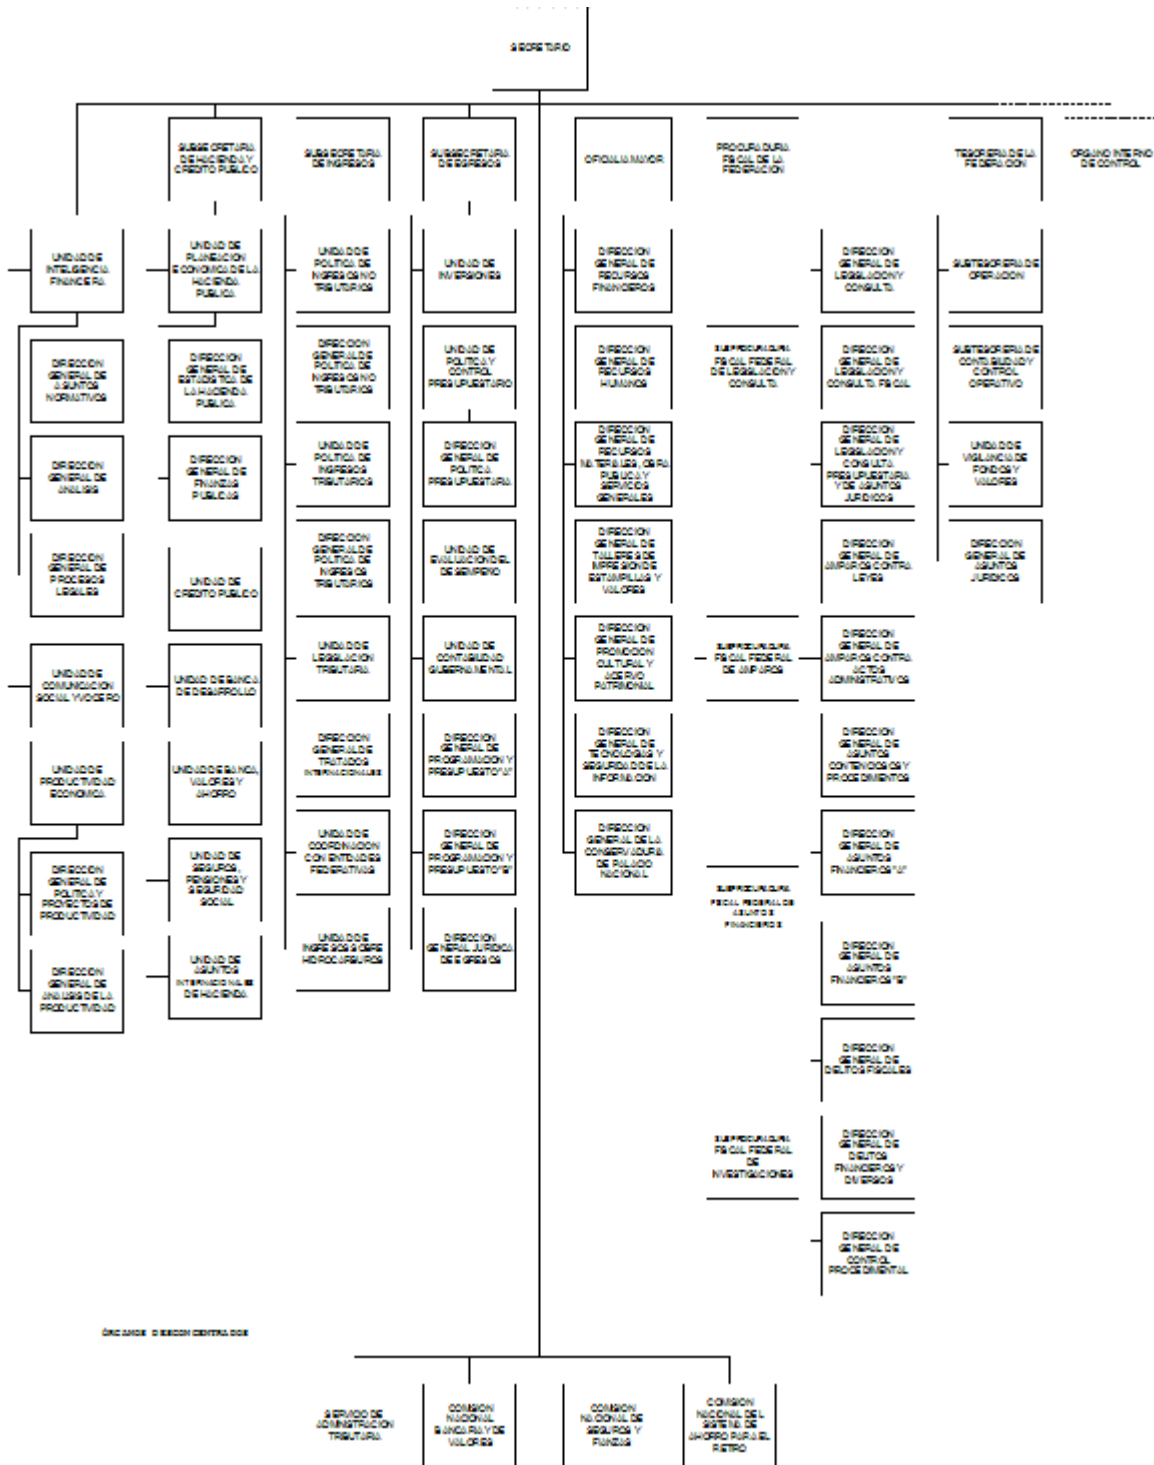 SECRETARIO
SUBSECRETARIA
DE HACIENDA Y
CREDITO PUBLICO
SUBSECRETARIA
DE INGRESOS
SUBSECRETARIA
DE EGRESOS
OFICIALIA MAYOR
PROCURADURIA
FISCAL DE LA
FEDERACION
TESORERIA DE LA
FEDERACION
ORGANO INTERNO
DE CONTROL
UNIDAD DE
INTELIGENCIA
FINANCIERA
UNIDAD DE
PLANEACION
ECONOMICA DE LA
HACIENDA
PUBLICA
UNIDAD DE
POLITICA DE
INGRESOS NO
TRIBUTARIOS
UNIDAD DE
INVERSIONES
DIRECCION
GENERAL DE
RECURSOS
FINANCIEROS
DIRECCION
GENERAL DE
LEGISLACION Y
CONSULTA
SUBTESORERIA DE
OPERACION
DIRECCION
GENERAL DE
ASUNTOS
NORMATIVOS
DIRECCION
GENERAL DE
ESTADISTICA DE
LA HACIENDA
PUBLICA
DIRECCION
GENERAL DE
POLITICA DE
INGRESOS NO
TRIBUTARIOS
UNIDAD DE
POLITICA Y
CONTROL
PRESUPUESTARIO
DIRECCION
GENERAL DE
RECURSOS
HUMANOS
SUBPROCURADURIA
FISCAL FEDERAL
DE LEGISLACION Y
CONSULTA
DIRECCION
GENERAL DE
LEGISLACION Y
CONSULTA FISCAL
SUBTESORERIA DE
CONTABILIDAD Y
CONTROL
OPERATIVO
DIRECCION
GENERAL DE
ANALISIS
DIRECCION
GENERAL DE
FINANZAS
PUBLICAS
UNIDAD DE
POLITICA DE
INGRESOS
TRIBUTARIOS
DIRECCION
GENERAL DE
POLITICA
PRESUPUESTARIA
DIRECCION
GENERAL DE
RECURSOS
MATERIALES, OBRA
PUBLICA Y
SERVICIOS
GENERALES
DIRECCION
GENERAL DE
LEGISLACION Y
CONSULTA
PRESUPUESTARIA
Y DE ASUNTOS
JURIDICOS
UNIDAD DE
VIGILANCIA DE
FONDOS Y
VALORES
DIRECCION
GENERAL DE
PROCESOS
LEGALES
UNIDAD DE
CREDITO PUBLICO
DIRECCION
GENERAL DE
POLITICA DE
INGRESOS
TRIBUTARIOS
UNIDAD DE
EVALUACION DEL
DESEMPEÑO
DIRECCION
GENERAL DE
TALLERES DE
IMPRESION DE
ESTAMPILLAS Y
VALORES
DIRECCION
GENERAL DE
AMPAROS CONTRA
LEYES
DIRECCION
GENERAL DE
ASUNTOS
JURIDICOS
UNIDAD DE
COMUNICACION
SOCIAL Y VOCERO
UNIDAD DE BANCA
DE DESARROLLO
UNIDAD DE
LEGISLACION
TRIBUTARIA
UNIDAD DE
CONTABILIDAD
GUBERNAMENTAL
DIRECCION
GENERAL DE
PROMOCION
CULTURAL Y
ACERVO
PATRIMONIAL
SUBPROCURADURIA
FISCAL FEDERAL
DE AMPAROS
DIRECCION
GENERAL DE
AMPAROS CONTRA
ACTOS
ADMINISTRATIVOS
UNIDAD DE
PRODUCTIVIDAD
ECONOMICA
UNIDAD DE BANCA,
VALORES Y
AHORRO
DIRECCION
GENERAL DE
TRATADOS
INTERNACIONALES
DIRECCION
GENERAL DE
PROGRAMACION Y
PRESUPUESTO "A"
DIRECCION
GENERAL DE
TECNOLOGIAS Y
SEGURIDAD DE LA
INFORMACION
DIRECCION
GENERAL DE
ASUNTOS
CONTENCIOSOS Y
PROCEDIMIENTOS
DIRECCION
GENERAL DE
POLITICA Y
PROYECTOS DE
PRODUCTIVIDAD
UNIDAD DE
SEGUROS,
PENSIONES Y
SEGURIDAD
SOCIAL
UNIDAD DE
COORDINACION
CON ENTIDADES
FEDERATIVAS
DIRECCION
GENERAL DE
PROGRAMACION Y
PRESUPUESTO "B"
DIRECCION
GENERAL DE LA
CONSERVADURIA
DE PALACIO
NACIONAL
SUBPROCURADURIA
FISCAL FEDERAL DE
ASUNTOS
FINANCIEROS
DIRECCION
GENERAL DE
ASUNTOS
FINANCIEROS "A"
DIRECCION
GENERAL DE
ANALISIS DE LA
PRODUCTIVIDAD
UNIDAD DE
ASUNTOS
INTERNACIONALES
DE HACIENDA
UNIDAD DE
INGRESOS SOBRE
HIDROCARBUROS
DIRECCION
GENERAL JURIDICA
DE EGRESOS
DIRECCION
GENERAL DE
ASUNTOS
FINANCIEROS "B"
DIRECCION
GENERAL DE
DELITOS FISCALES
SUBPROCURADURIA
FISCAL FEDERAL
DE
INVESTIGACIONES
DIRECCION
GENERAL DE
DELITOS
FINANCIEROS Y
DIVERSOS
DIRECCION
GENERAL DE
CONTROL
PROCEDIMENTAL
ÓRGANOS DESCONCENTRADOS
SERVICIO DE
ADMINISTRACION
TRIBUTARIA
COMISION
NACIONAL
BANCARIA Y DE
VALORES
COMISION
NACIONAL DE
SEGUROS Y
FIANZAS
COMISION
NACIONAL DEL
SISTEMA DE
AHORRO PARA EL
RETIRO